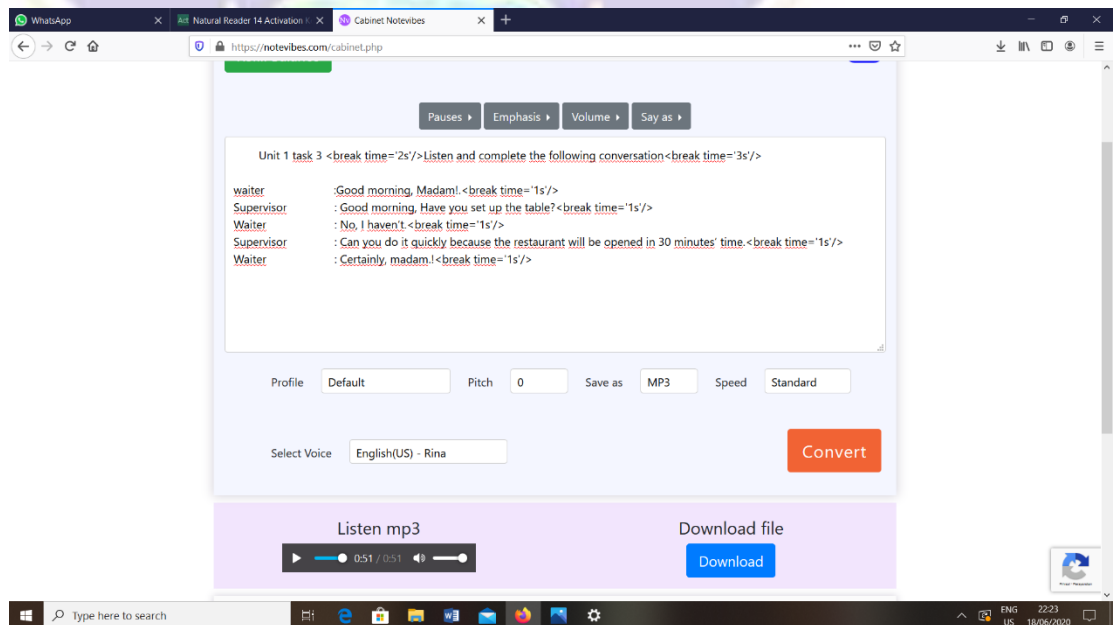 WhatsApp
Natural Reader 14 Activation K
Cabinet Notevibes
https://notevibes.com/cabinet.php
Pauses
Emphasis
Volume
Say as
Unit 1 task 3 <break time='2s'/>Listen and complete the following conversation<break time='3s'/>
waiter :Good morning, Madam!.<break time='1s'/>
Supervisor : Good morning, Have you set up the table?<break time='1s'/>
Waiter : No, I haven't.<break time='1s'/>
Supervisor : Can you do it quickly because the restaurant will be opened in 30 minutes' time.<break time='1s'/>
Waiter : Certainly, madam.!<break time='1s'/>
Profile Default Pitch 0 Save as MP3 Speed Standard
Select Voice English(US) - Rina
Convert
Listen mp3
Download file
0:51 / 0:51
Download
Type here to search
ENG 22:23
US 18/06/2020